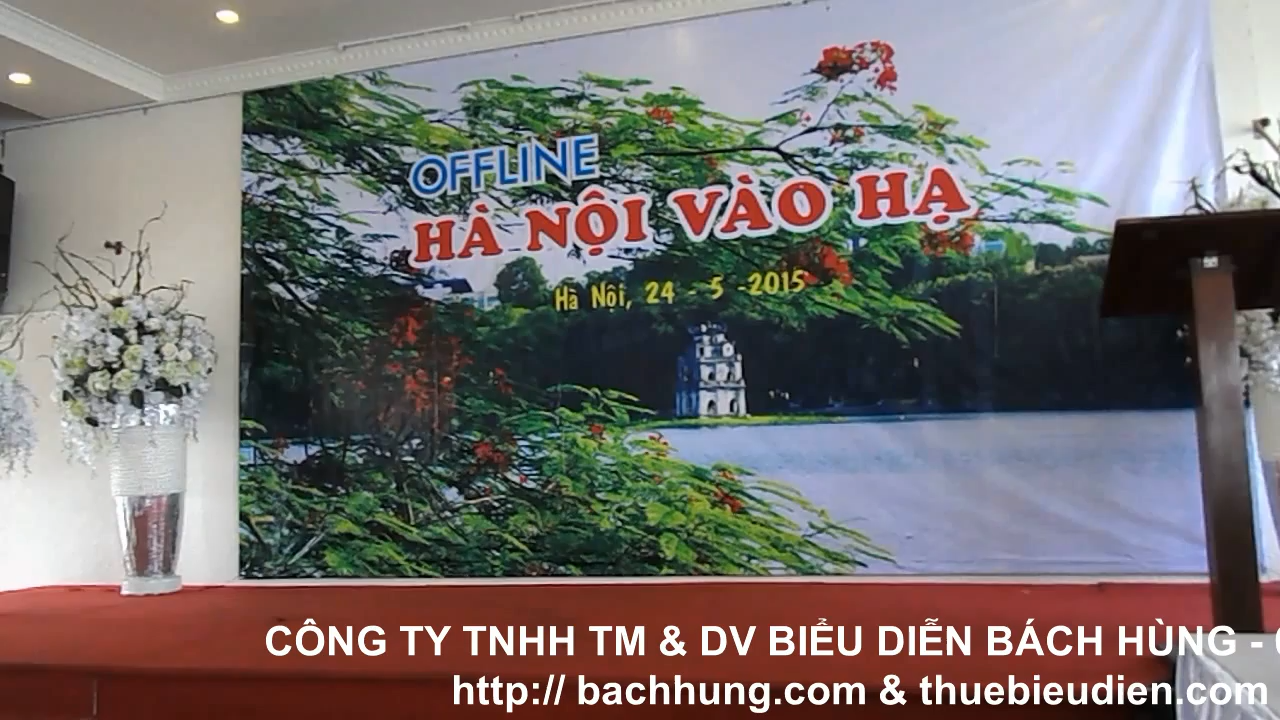 OFFLINE
HÀ NỘI VÀO HẠ
Hà Nội, 24 - 5 -2015
CÔNG TY TNHH TM & DV BIỂU DIỄN BÁCH HÙNG -
http:// bachhung.com & thuebieudien.com